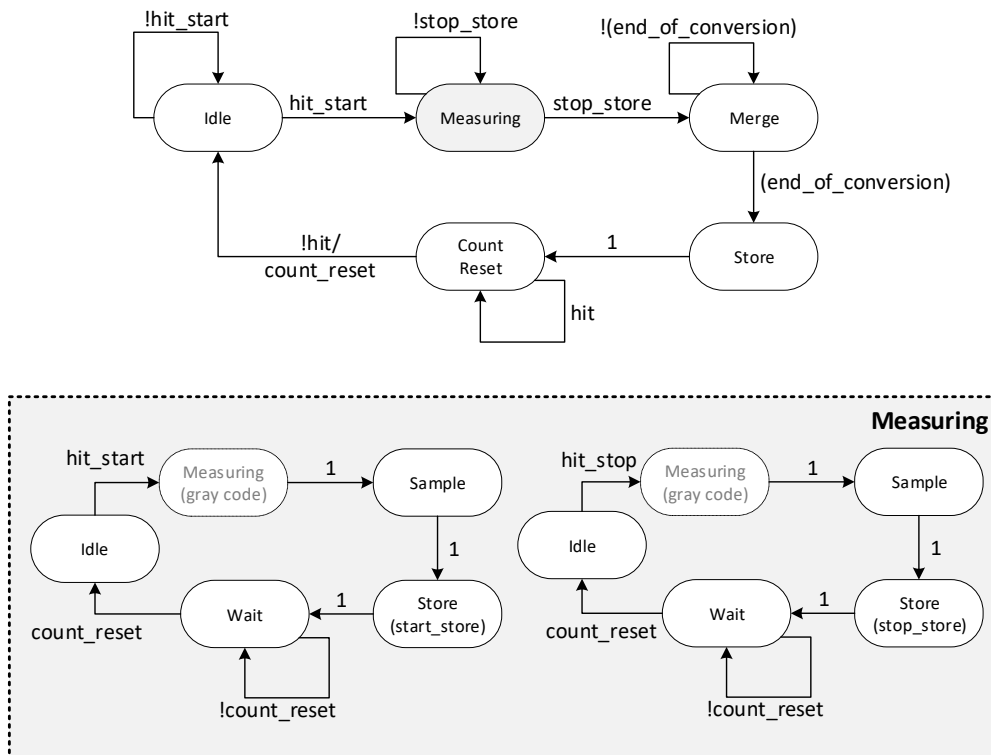 !hit_start
!stop_store
!(end_of_conversion)
Idle
hit_start
Measuring
stop_store
Merge
(end_of_conversion)
!hit/
count_reset
Count
Reset
1
Store
hit
Measuring
hit_start
Measuring
(gray code)
1
Sample
Idle
1
Wait
1
Store
(start_store)
count_reset
!count_reset
hit_stop
Measuring
(gray code)
1
Sample
Idle
1
Wait
1
Store
(stop_store)
count_reset
!count_reset